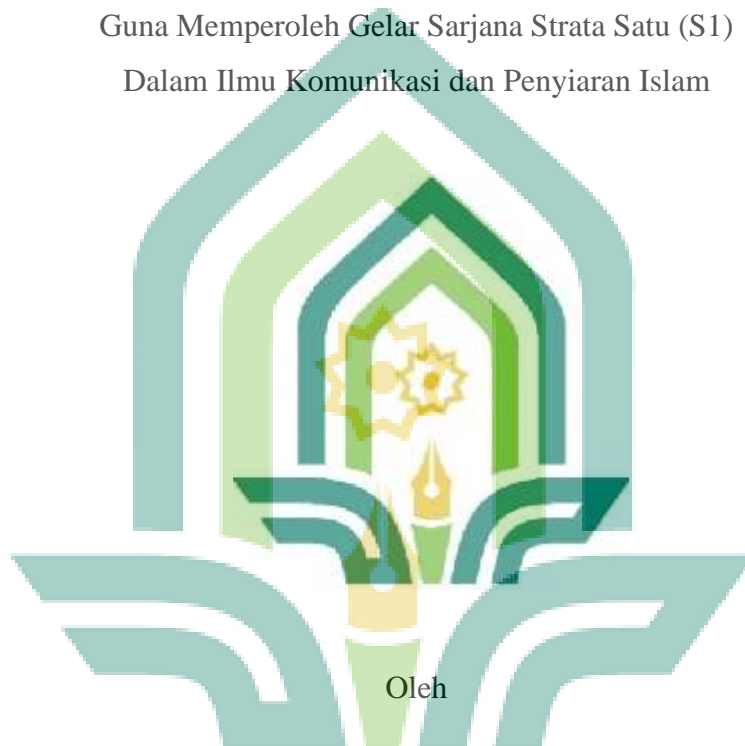 Guna Memperoleh Gelar Sarjana Strata Satu (S1)
Dalam Ilmu Komunikasi dan Penyiaran Islam
Oleh